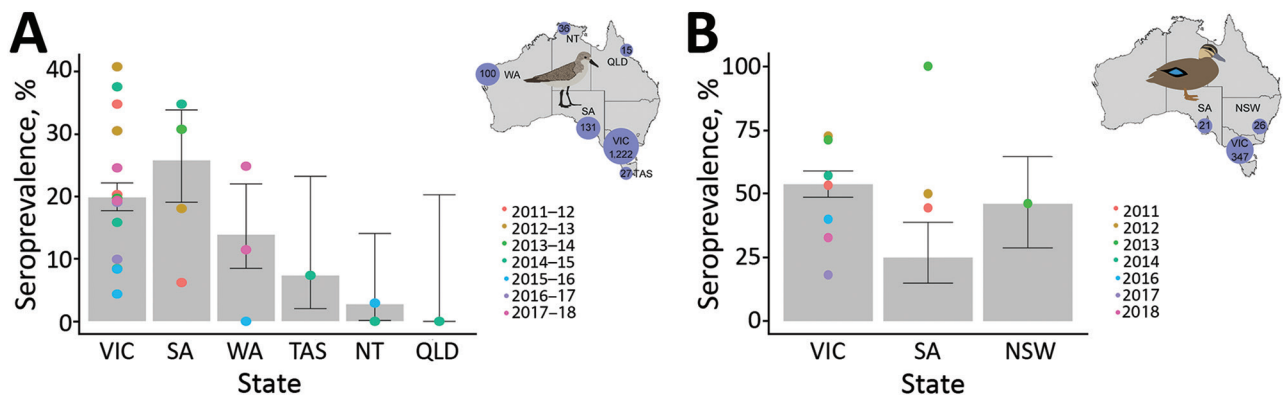 A
Seroprevalence, %
40
30
20
10
0
VIC SA WA TAS NT QLD
State
36
NT
15
QLD
100 WA
SA
131
VIC
1.222
27 TAS
2011–12
2012–13
2013–14
2014–15
2015–16
2016–17
2017–18
B
Seroprevalence, %
100
75
50
25
0
VIC SA NSW
State
SA NSW
21 26
VIC
347
2011
2012
2013
2014
2016
2017
2018